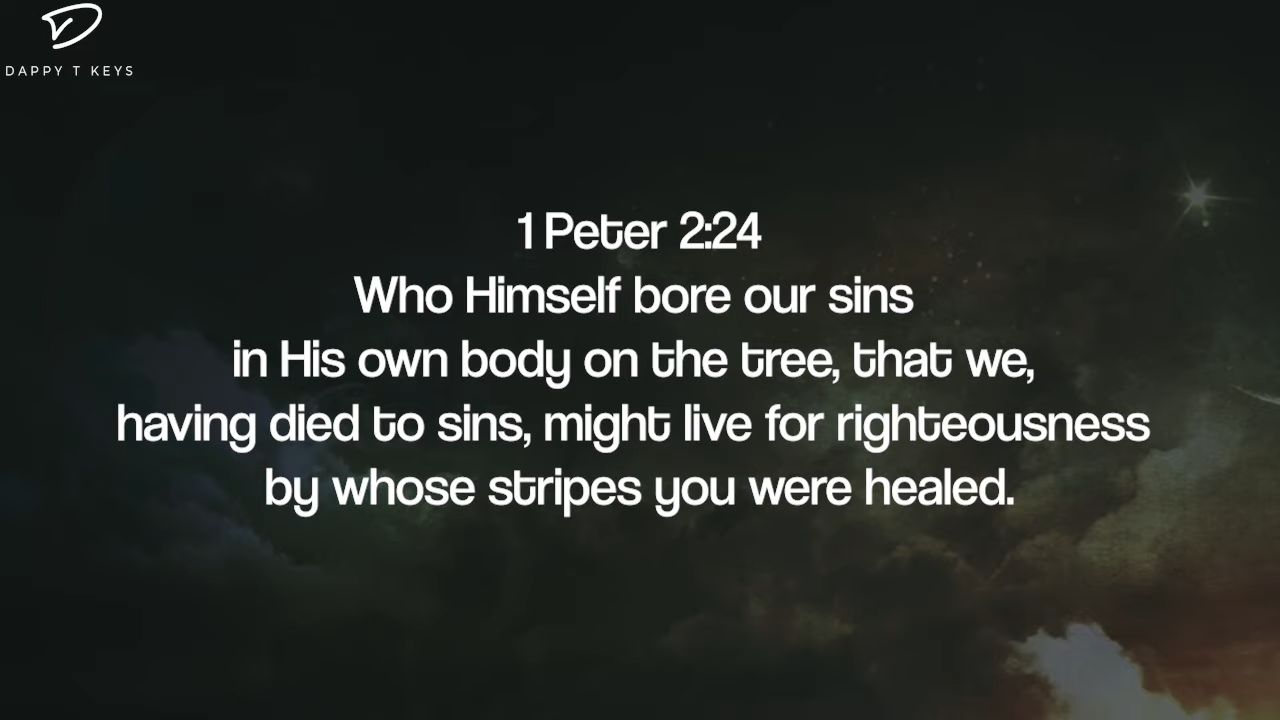 DAPPY T KEYS
1 Peter 2:24
Who Himself bore our sins
in His own body on the tree, that we,
having died to sins, might live for righteousness
by whose stripes you were healed.